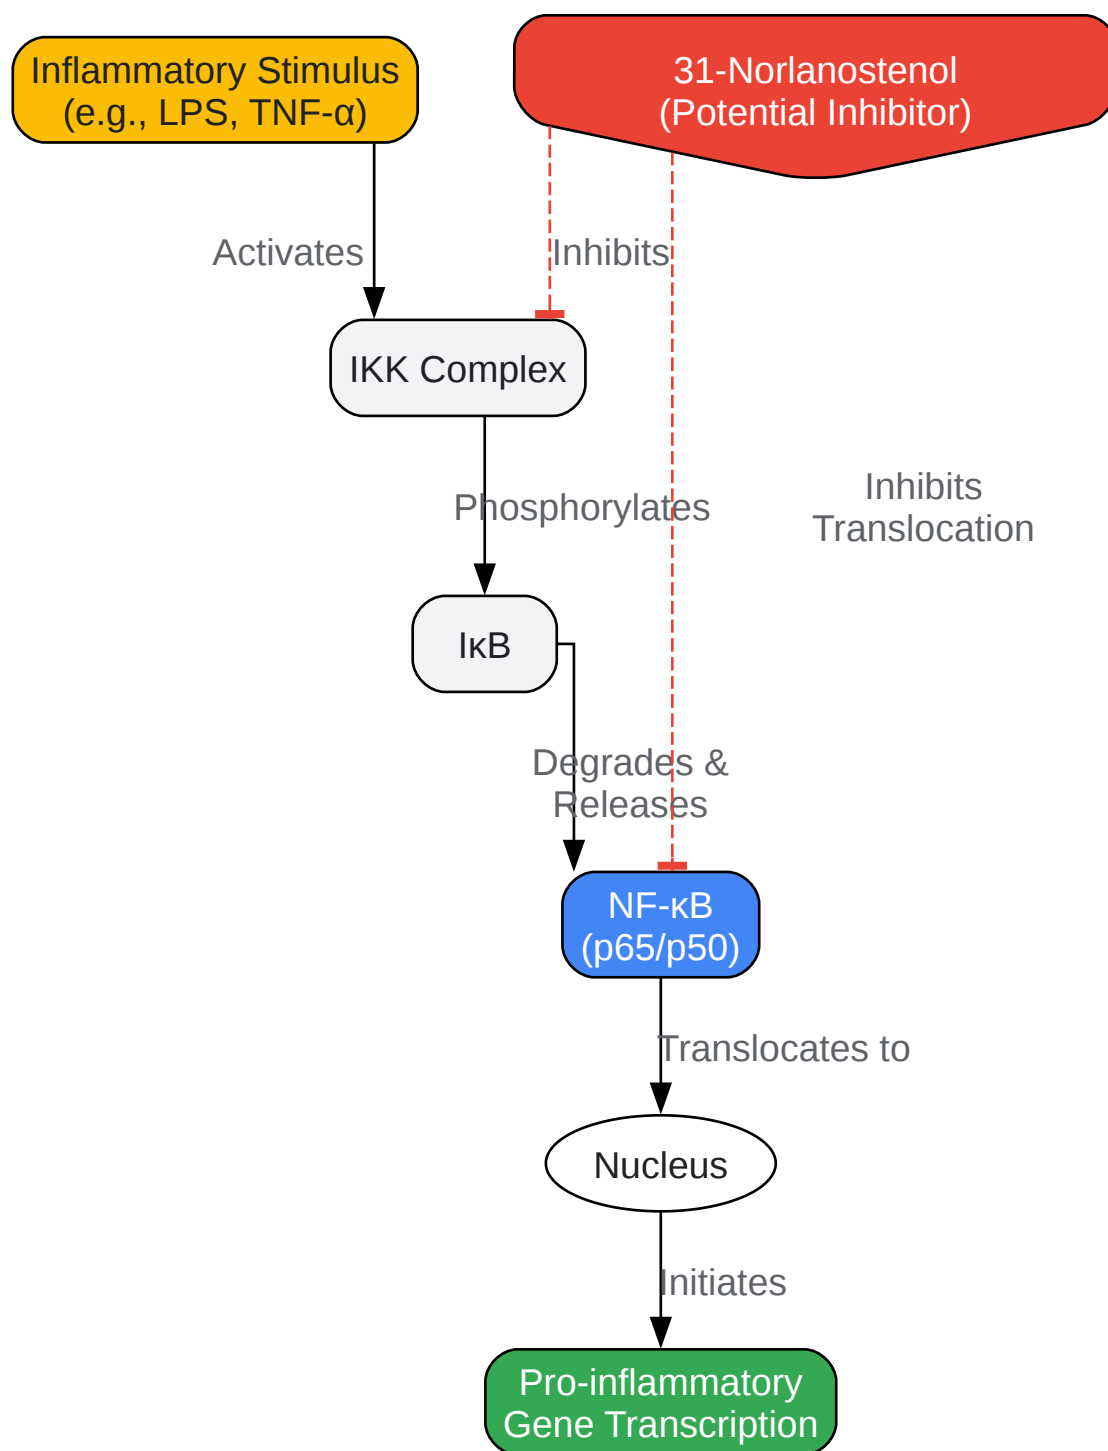 Inflammatory Stimulus
(e.g., LPS, TNF-α)
31-Norlanostenol
(Potential Inhibitor)
Activates
Inhibits
IKK Complex
Phosphorylates
Inhibits
Translocation
IκB
Degrades &
Releases
NF-κB
(p65/p50)
Translocates to
Nucleus
Initiates
Pro-inflammatory
Gene Transcription